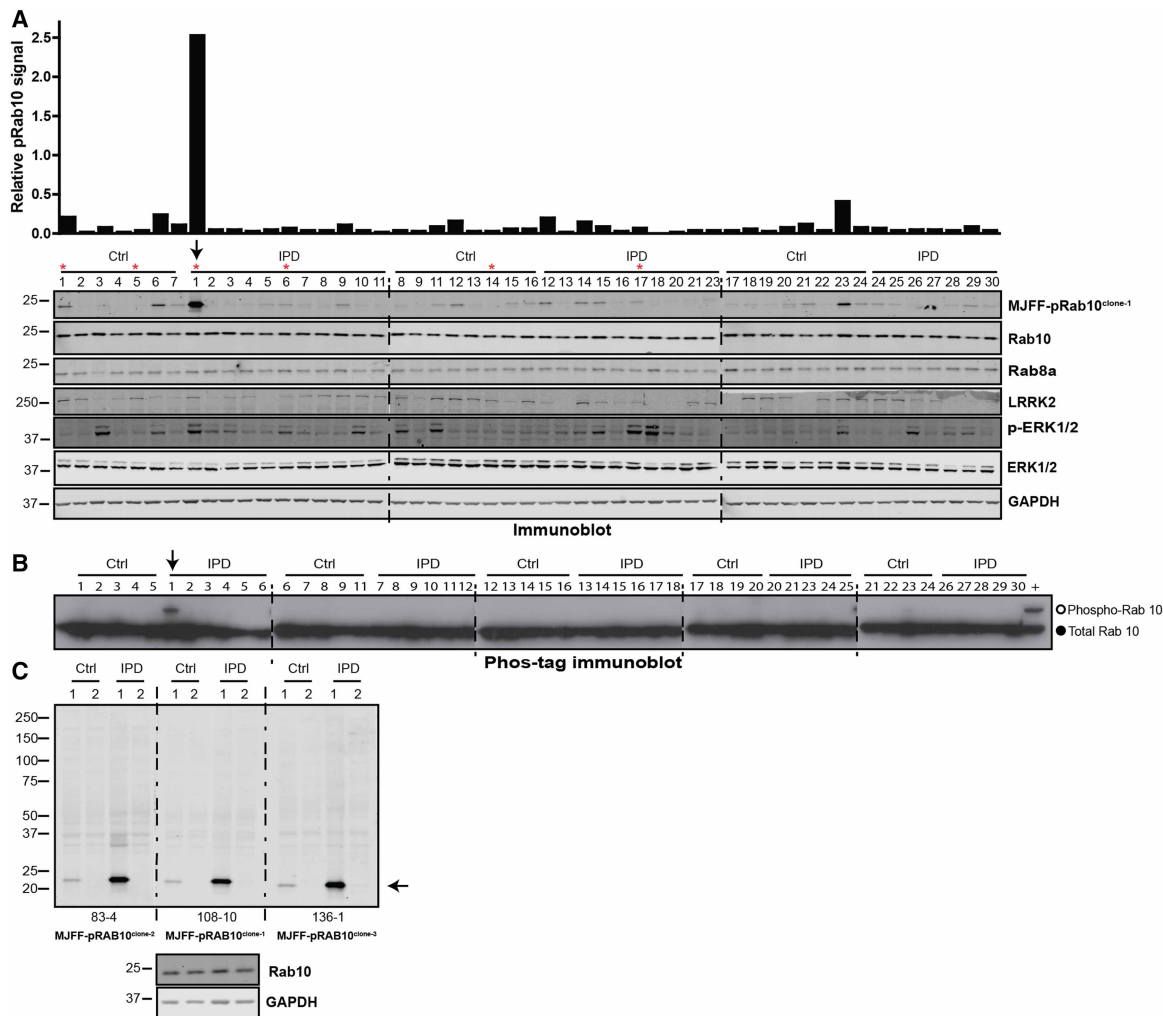 A
Relative pRab10 signal
2.5
2.0
1.5
1.0
0.5
0.0
Ctrl IPD Ctrl IPD Ctrl IPD
* * * * * *
1 2 3 4 5 6 7 1 2 3 4 5 6 7 8 9 10 11 8 9 11 12 13 14 15 16 12 13 14 15 16 17 18 20 21 23 17 18 19 20 21 22 23 24 24 25 26 27 28 29 30
25 MJFF-pRab10clone-1
25 Rab10
25 Rab8a
250 LRRK2
37 p-ERK1/2
37 ERK1/2
37 GAPDH
Immunoblot
B
Ctrl IPD Ctrl IPD Ctrl IPD Ctrl IPD Ctrl IPD
1 2 3 4 5 1 2 3 4 5 6 6 7 8 9 11 7 8 9 10 11 12 12 13 14 15 16 13 14 15 16 17 18 17 18 19 20 20 21 23 24 25 21 22 23 24 26 27 28 29 30 +
Phospho-Rab 10
Total Rab 10
Phos-tag immunoblot
C
Ctrl IPD Ctrl IPD Ctrl IPD
1 2 1 2 1 2 1 2 1 2 1 2
250
150
100
75
50
37
25
20
83-4 108-10 136-1
MJFF-pRAB10clone-2 MJFF-pRAB10clone-1 MJFF-pRAB10clone-3
25 Rab10
37 GAPDH